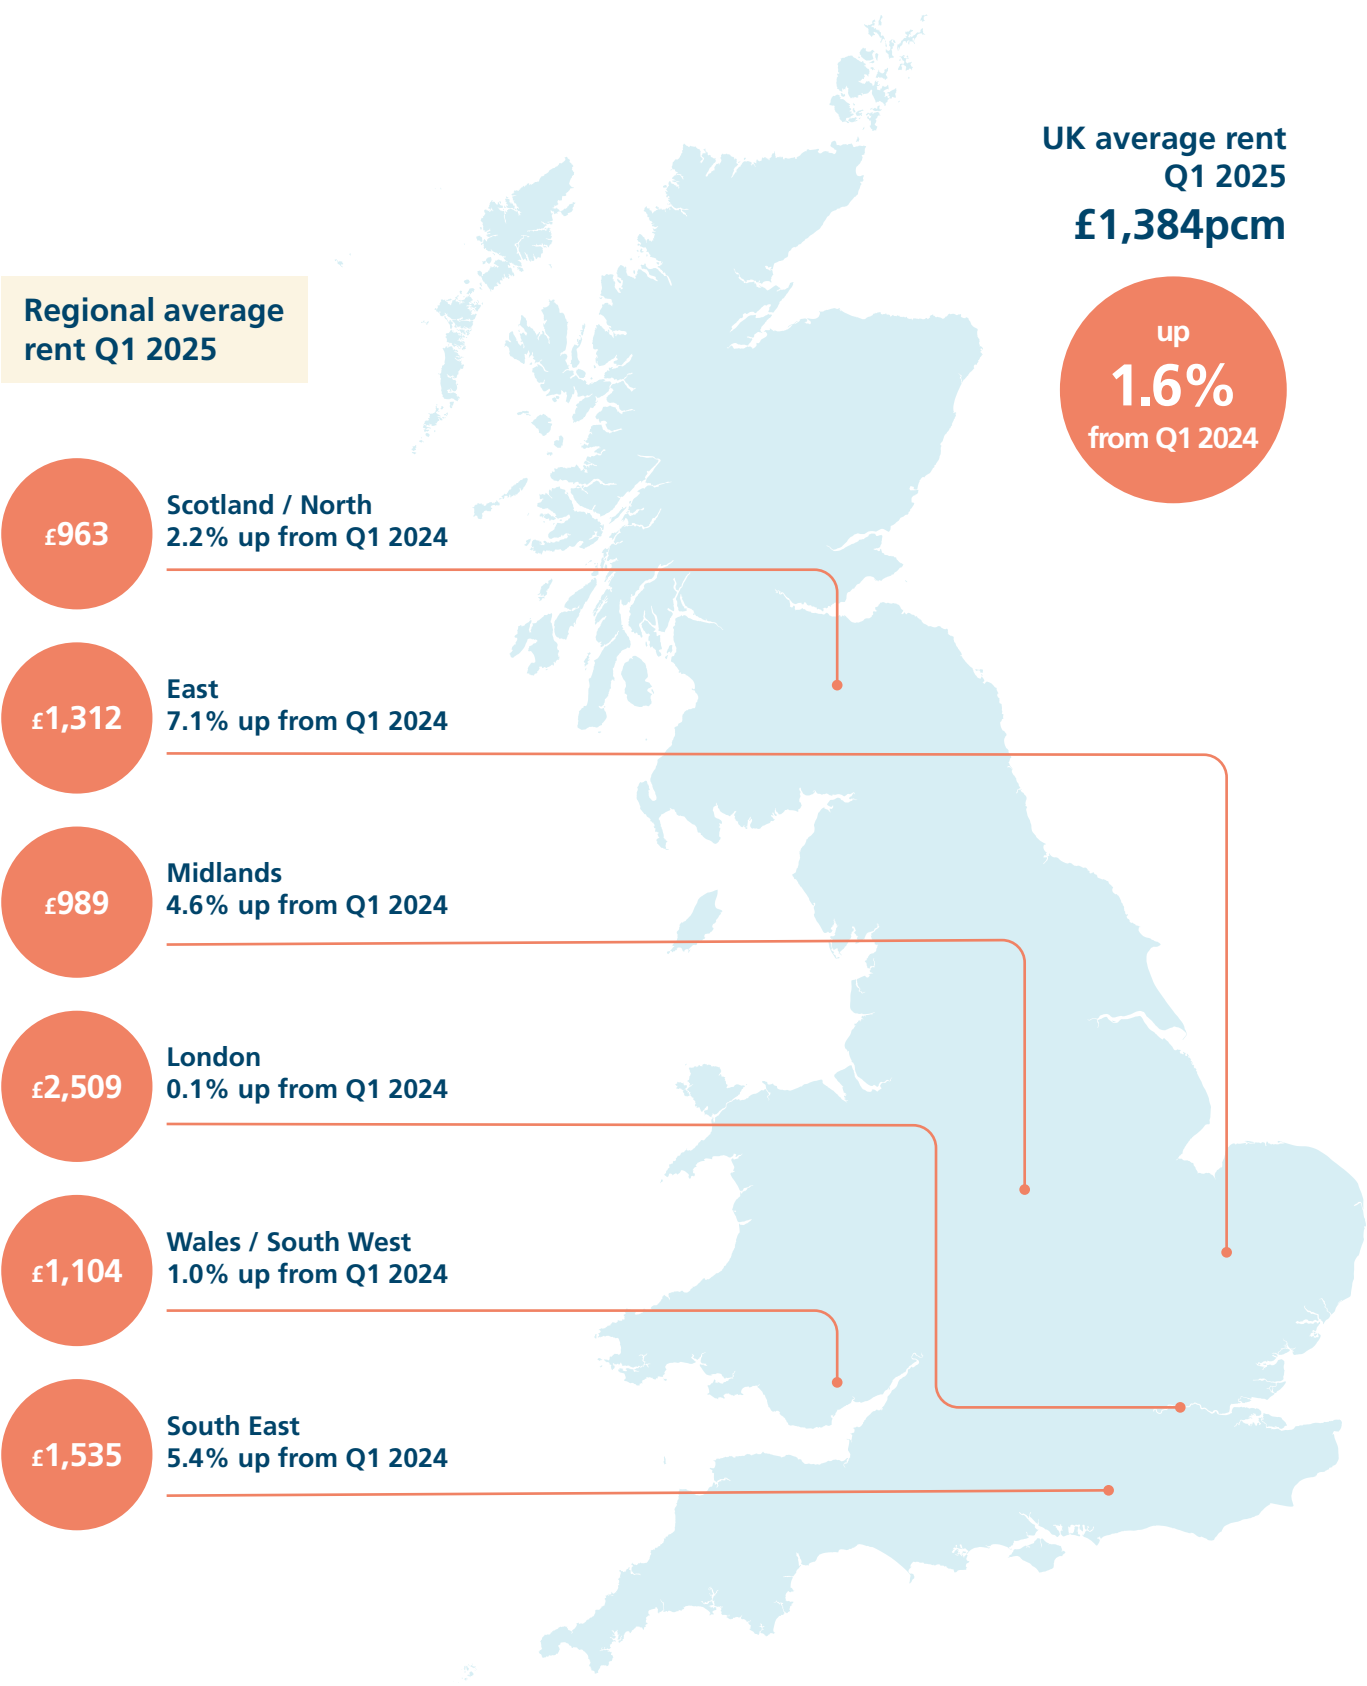 UK average rent
Q1 2025
£1,384pcm
up
1.6%
from Q1 2024
Regional average
rent Q1 2025
£963
Scotland / North
2.2% up from Q1 2024
£1,312
East
7.1% up from Q1 2024
£989
Midlands
4.6% up from Q1 2024
£2,509
London
0.1% up from Q1 2024
£1,104
Wales / South West
1.0% up from Q1 2024
£1,535
South East
5.4% up from Q1 2024